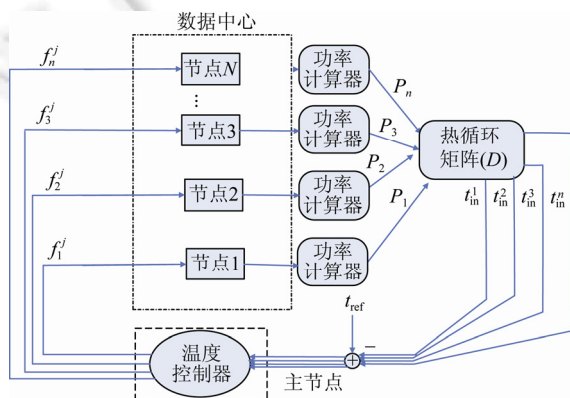 数据中心
f_n^j
节点N
功率
计算器
P_n
⋮
f_3^j
节点3
功率
计算器
P_3
热循环
矩阵(D)
f_2^j
节点2
功率
计算器
P_2
P_1
t_in^1 t_in^2 t_in^3 t_in^n
f_1^j
节点1
功率
计算器
t_ref
−
+
温度
控制器
主节点